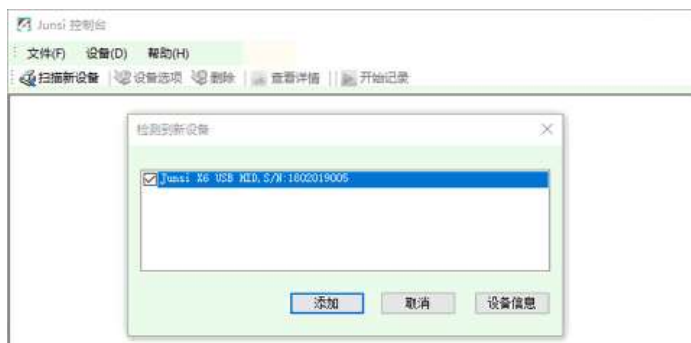 Junsi 控制台
文件(F) 设备(D) 帮助(H)
扫描新设备 设备选项 删除 查看详情 开始记录
检测到新设备
Junsi X6 USB HID,S/N:1802019005
添加 取消 设备信息